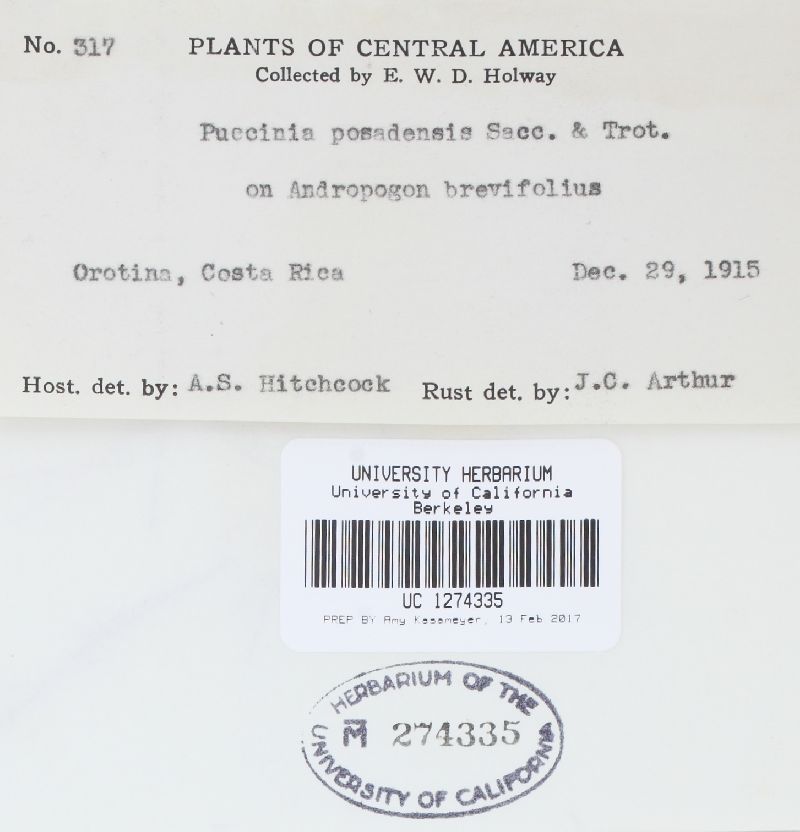 No. 317 PLANTS OF CENTRAL AMERICA
Collected by E. W. D. Holway
Puccinia posadensis Sacc. & Trot.
on Andropogon brevifolius
Orotina, Costa Rica Dec. 29, 1915
Host. det. by: A.S. Hitchcock Rust det. by: J.C. Arthur
UNIVERSITY HERBARIUM
University of California
Berkeley
UC 1274335
PREP BY Amy Kasameyer, 13 Feb 2017
HERBARIUM OF THE
M 274335
UNIVERSITY OF CALIFORNIA